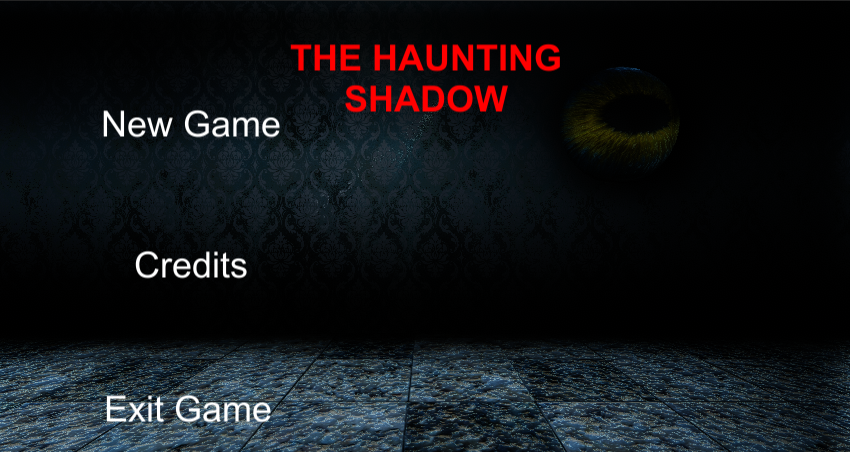 THE HAUNTING
SHADOW
New Game
Credits
Exit Game